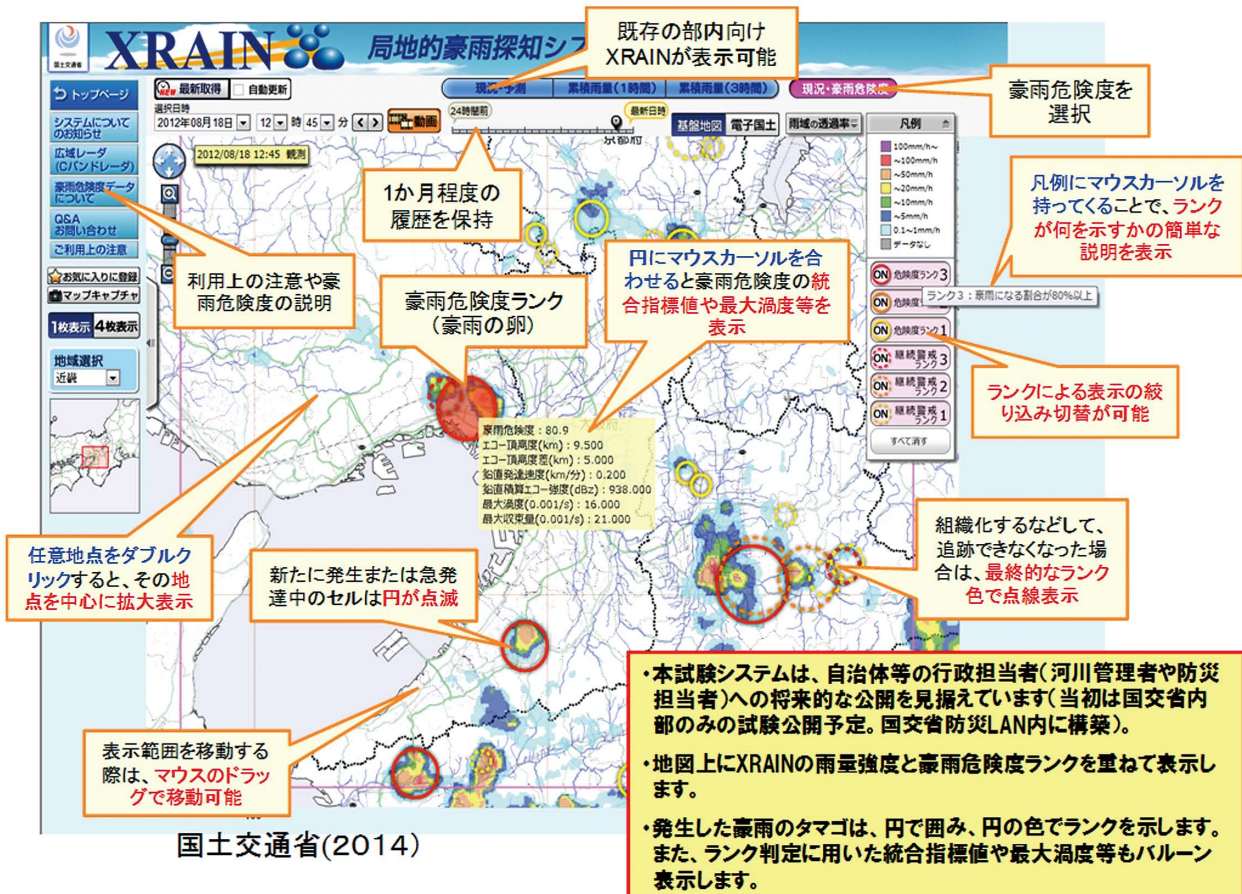 国土交通省
XRAIN
局地的豪雨探知シス
既存の部内向け
XRAINが表示可能
豪雨危険度を
選択
トップページ
システムについて
のお知らせ
広域レーダ
(Cバンドレーダ)
豪雨危険度データ
について
Q&A
お問い合わせ
ご利用上の注意
お気に入りに登録
マップキャプチャ
1枚表示 4枚表示
地域選択
近畿
NEW 最新取得 自動更新
選択日時
2012年08月18日 12 時 45 分 動画
現況・予測 累積雨量(1時間) 累積雨量(3時間) 現況・豪雨危険度
24時間前 最新日時
基盤地図 電子国土 雨域の透過率 凡例
京都府
2012/08/18 12:45 観測
100mm/h~
~100mm/h
~50mm/h
~20mm/h
~10mm/h
~5mm/h
0.1~1mm/h
データなし
ON 危険度ランク3
ランク3:豪雨になる割合が80%以上
ON 危険度ランク1
ON 継続警戒ランク3
ON 継続警戒ランク2
ON 継続警戒ランク1
すべて消す
1か月程度の
履歴を保持
凡例にマウスカーソルを
持ってくることで、ランク
が何を示すかの簡単な
説明を表示
利用上の注意や豪
雨危険度の説明
豪雨危険度ランク
(豪雨の卵)
円にマウスカーソルを合
わせると豪雨危険度の統
合指標値や最大渦度等を
表示
ランクによる表示の絞
り込み切替が可能
豪雨危険度:80.9
エコー頂高度(km):9.500
エコー頂高度差(km):5.000
鉛直発達速度(km/分):0.200
鉛直積算エコー強度(dBz):938.000
最大渦度(0.001/s):16.000
最大収束量(0.001/s):21.000
任意地点をダブルク
リックすると、その地
点を中心に拡大表示
新たに発生または急発
達中のセルは円が点滅
組織化するなどして、
追跡できなくなった場
合は、最終的なランク
色で点線表示
表示範囲を移動する
際は、マウスのドラッ
グで移動可能
・本試験システムは、自治体等の行政担当者(河川管理者や防災
担当者)への将来的な公開を見据えています(当初は国交省内
部のみの試験公開予定。国交省防災LAN内に構築)。
・地図上にXRAINの雨量強度と豪雨危険度ランクを重ねて表示し
ます。
・発生した豪雨のタマゴは、円で囲み、円の色でランクを示します。
また、ランク判定に用いた統合指標値や最大渦度等もバルーン
表示します。
国土交通省(2014)